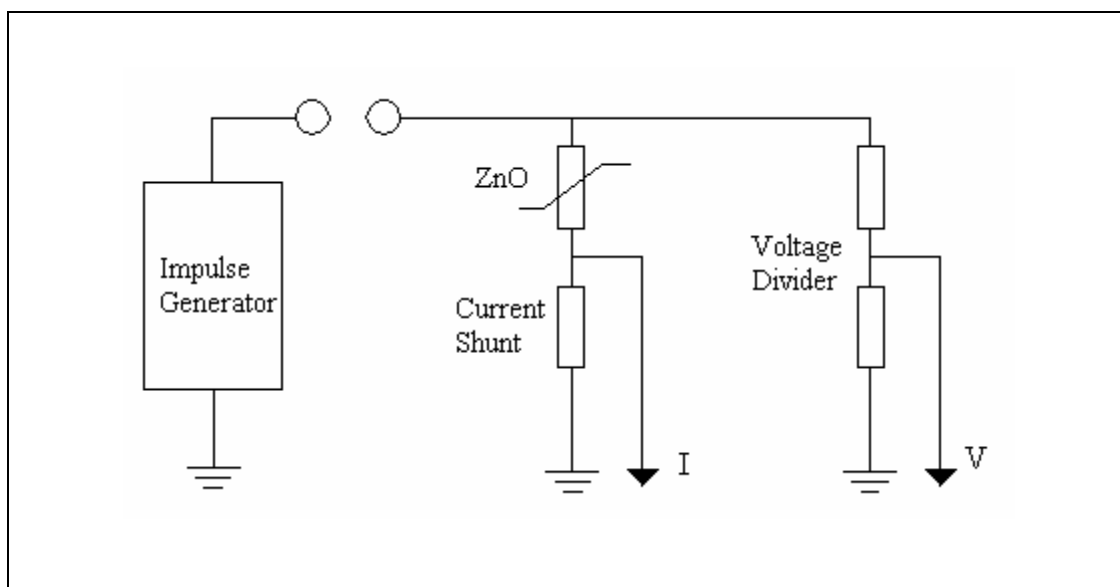 ZnO
Impulse
Generator
Current
Shunt
Voltage
Divider
I
V